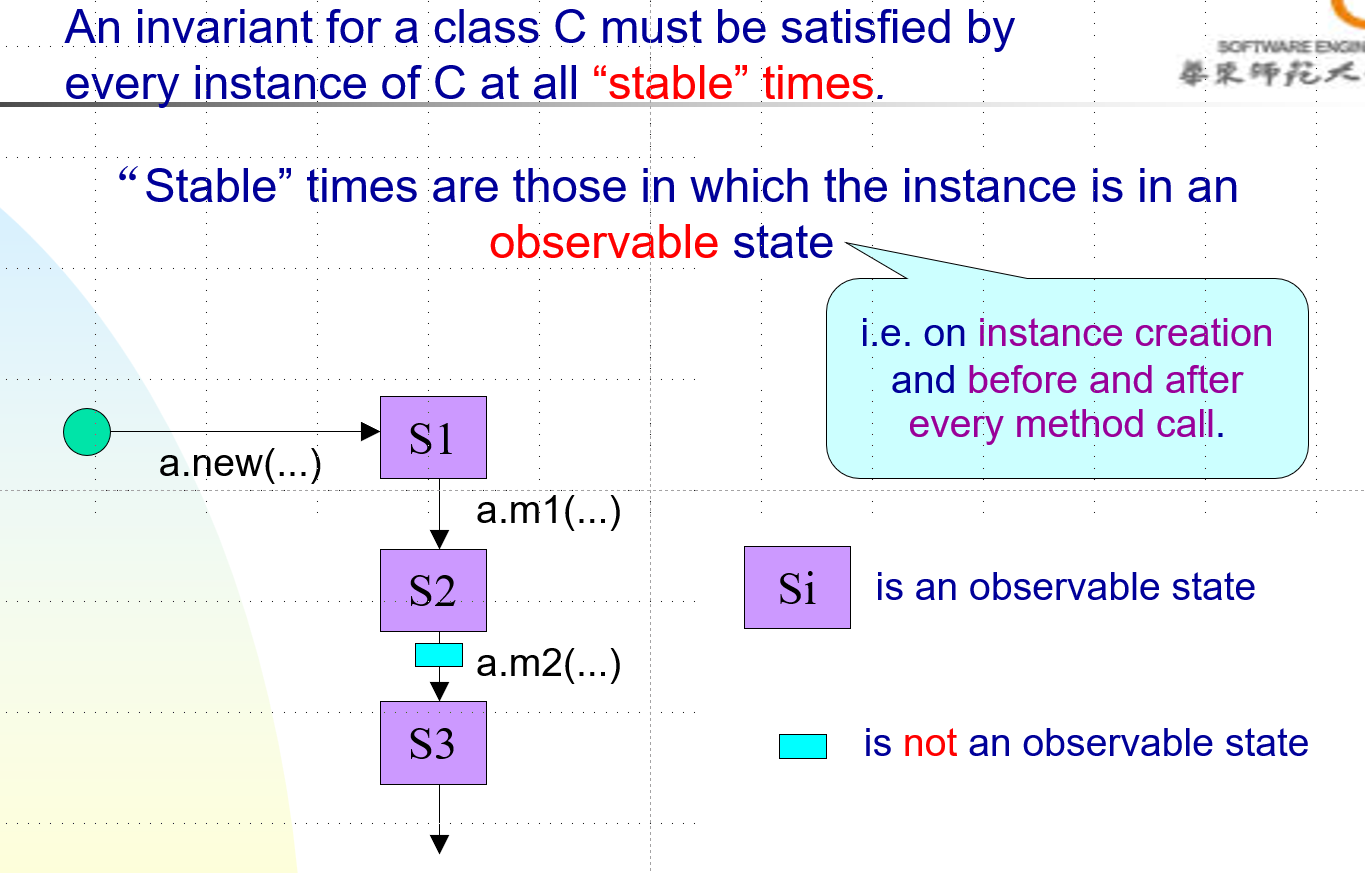 An invariant for a class C must be satisfied by
every instance of C at all “stable” times.
SOFTWARE ENGIN
華東師范大
“Stable” times are those in which the instance is in an
observable state
i.e. on instance creation
and before and after
every method call.
S1
a.new(...)
a.m1(...)
S2
Si
is an observable state
a.m2(...)
S3
is not an observable state